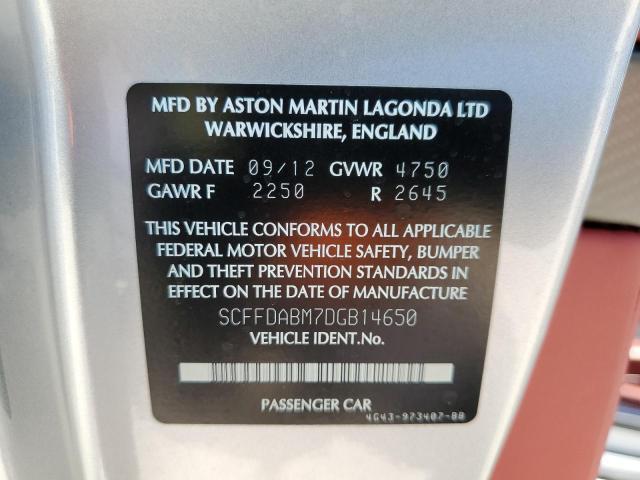 MFD BY ASTON MARTIN LAGONDA LTD
WARWICKSHIRE, ENGLAND
MFD DATE 09/12 GVWR 4750
GAWR F 2250 R 2645
THIS VEHICLE CONFORMS TO ALL APPLICABLE
FEDERAL MOTOR VEHICLE SAFETY, BUMPER
AND THEFT PREVENTION STANDARDS IN
EFFECT ON THE DATE OF MANUFACTURE
SCFFDABM7DGB14650
VEHICLE IDENT.No.
PASSENGER CAR
4G43-973407-BB